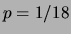 p = 1/18